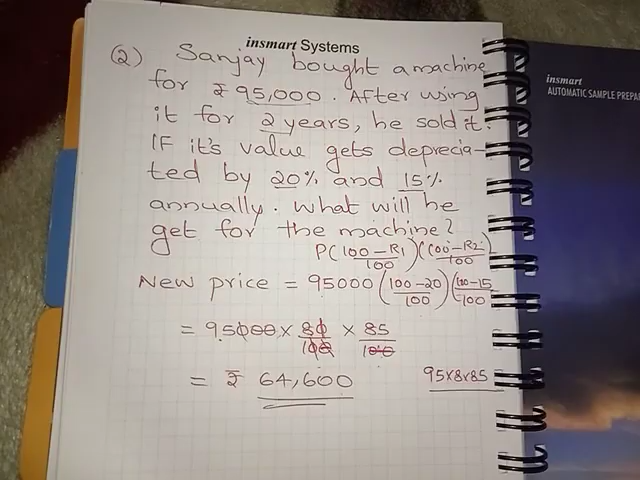 insmart Systems
(2) Sanjay bought a machine
for ₹95,000. After using
it for 2 years, he sold it.
IF it's value gets deprecia-
ted by 20% and 15%
annually. What will he
get for the machine?
P(100-R1/100)(100-R2/100)
New price = 95000(100-20/100)(100-15/100
= 95000 × 80/100 × 85/100
= ₹ 64,600
95×8×85
insmart
AUTOMATIC SAMPLE PREPA